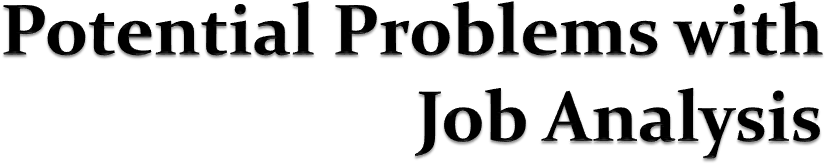 Potential Problems with
Job Analysis